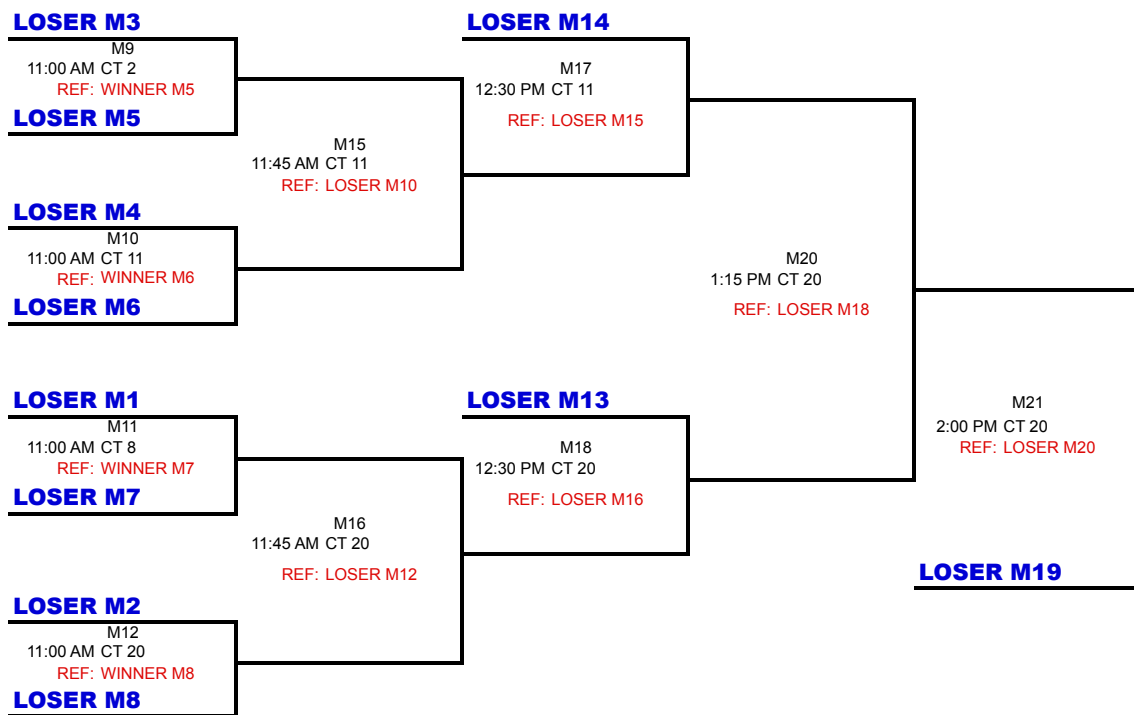 LOSER M3
M9
11:00 AM CT 2
REF: WINNER M5
LOSER M5
LOSER M4
M10
11:00 AM CT 11
REF: WINNER M6
LOSER M6
LOSER M1
M11
11:00 AM CT 8
REF: WINNER M7
LOSER M7
LOSER M2
M12
11:00 AM CT 20
REF: WINNER M8
LOSER M8
M15
11:45 AM CT 11
REF: LOSER M10
M16
11:45 AM CT 20
REF: LOSER M12
LOSER M14
M17
12:30 PM CT 11
REF: LOSER M15
LOSER M13
M18
12:30 PM CT 20
REF: LOSER M16
M20
1:15 PM CT 20
REF: LOSER M18
M21
2:00 PM CT 20
REF: LOSER M20
LOSER M19